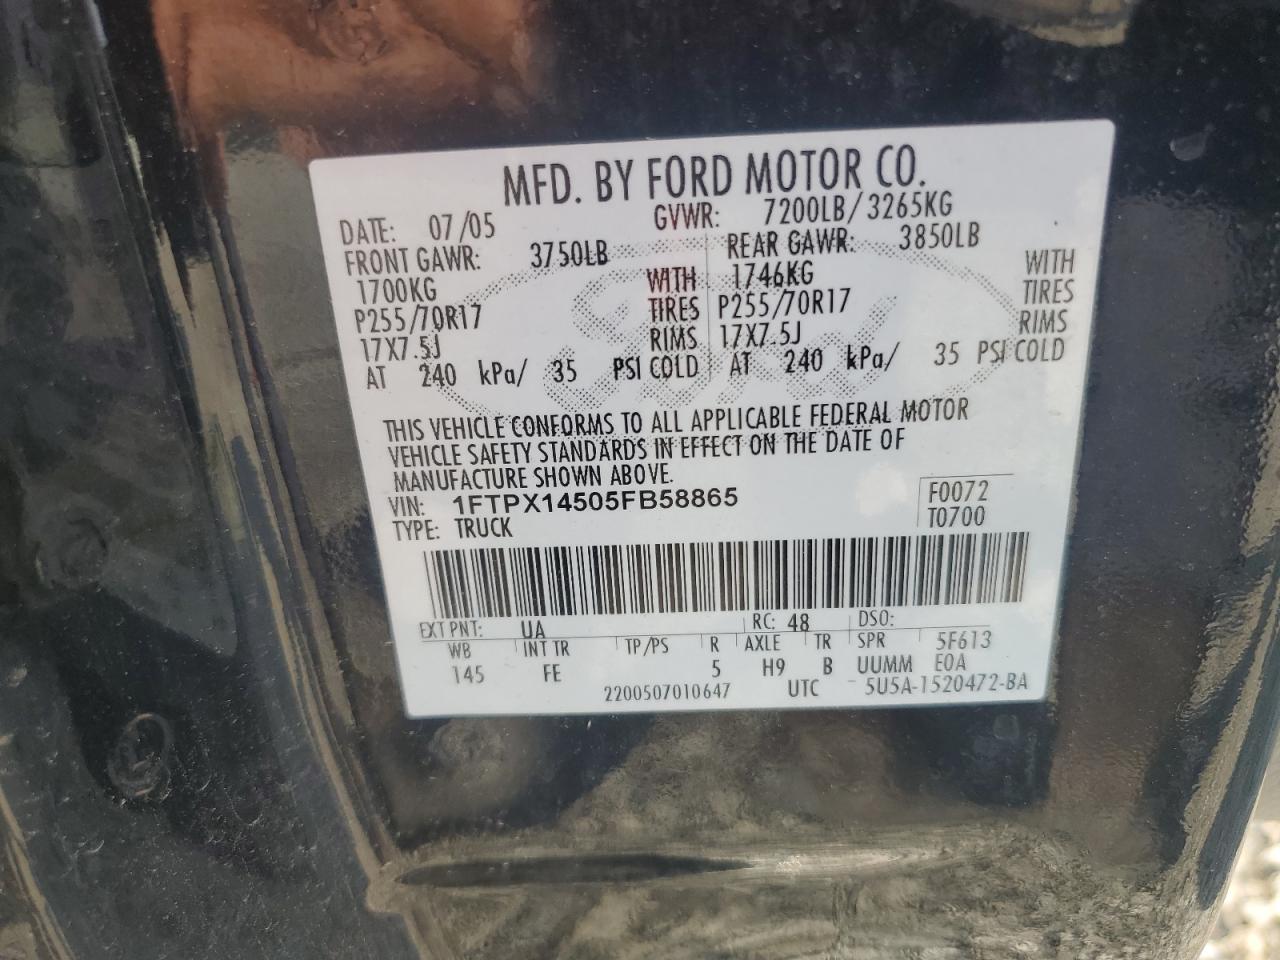 MFD. BY FORD MOTOR CO.
DATE: 07/05 GVWR: 7200LB/3265KG
FRONT GAWR: 3750LB REAR GAWR: 3850LB
1700KG WITH 1746KG WITH
P255/70R17 TIRES P255/70R17 TIRES
17X7.5J RIMS 17X7.5J RIMS
AT 240 kPa/ 35 PSI COLD AT 240 kPa/ 35 PSI COLD
THIS VEHICLE CONFORMS TO ALL APPLICABLE FEDERAL MOTOR
VEHICLE SAFETY STANDARDS IN EFFECT ON THE DATE OF
MANUFACTURE SHOWN ABOVE.
VIN: 1FTPX14505FB58865 F0072
TYPE: TRUCK T0700
EXT PNT: UA RC: 48 DSO:
WB INT TR TP/PS R AXLE TR SPR 5F613
145 FE 5 H9 B UUMM E0A
2200507010647 UTC 5U5A-1520472-BA